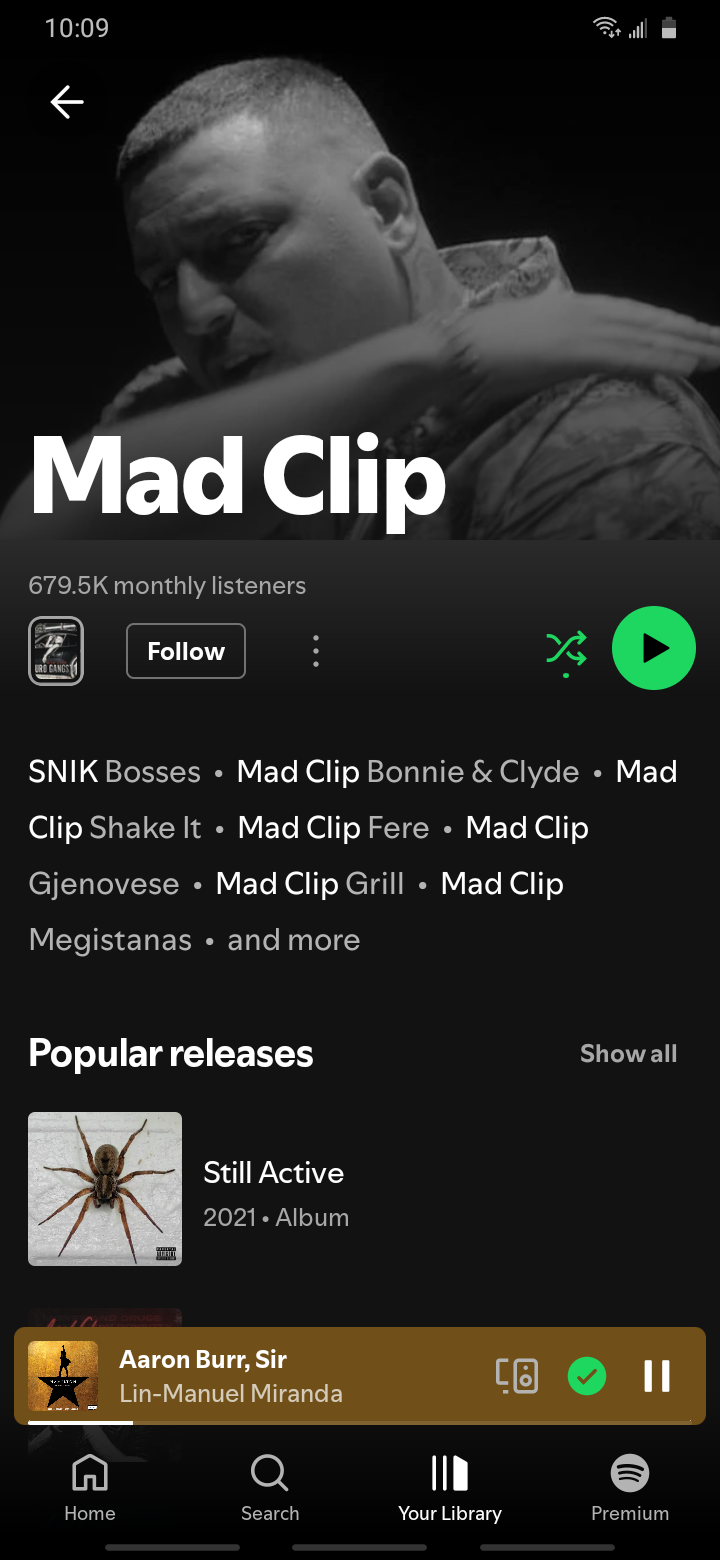 10:09
Mad Clip
679.5K monthly listeners
Follow
SNIK Bosses • Mad Clip Bonnie & Clyde • Mad
Clip Shake It • Mad Clip Fere • Mad Clip
Gjenovese • Mad Clip Grill • Mad Clip
Megistanas • and more
Popular releases
Show all
Still Active
2021 • Album
Aaron Burr, Sir
Lin-Manuel Miranda
Home
Search
Your Library
Premium